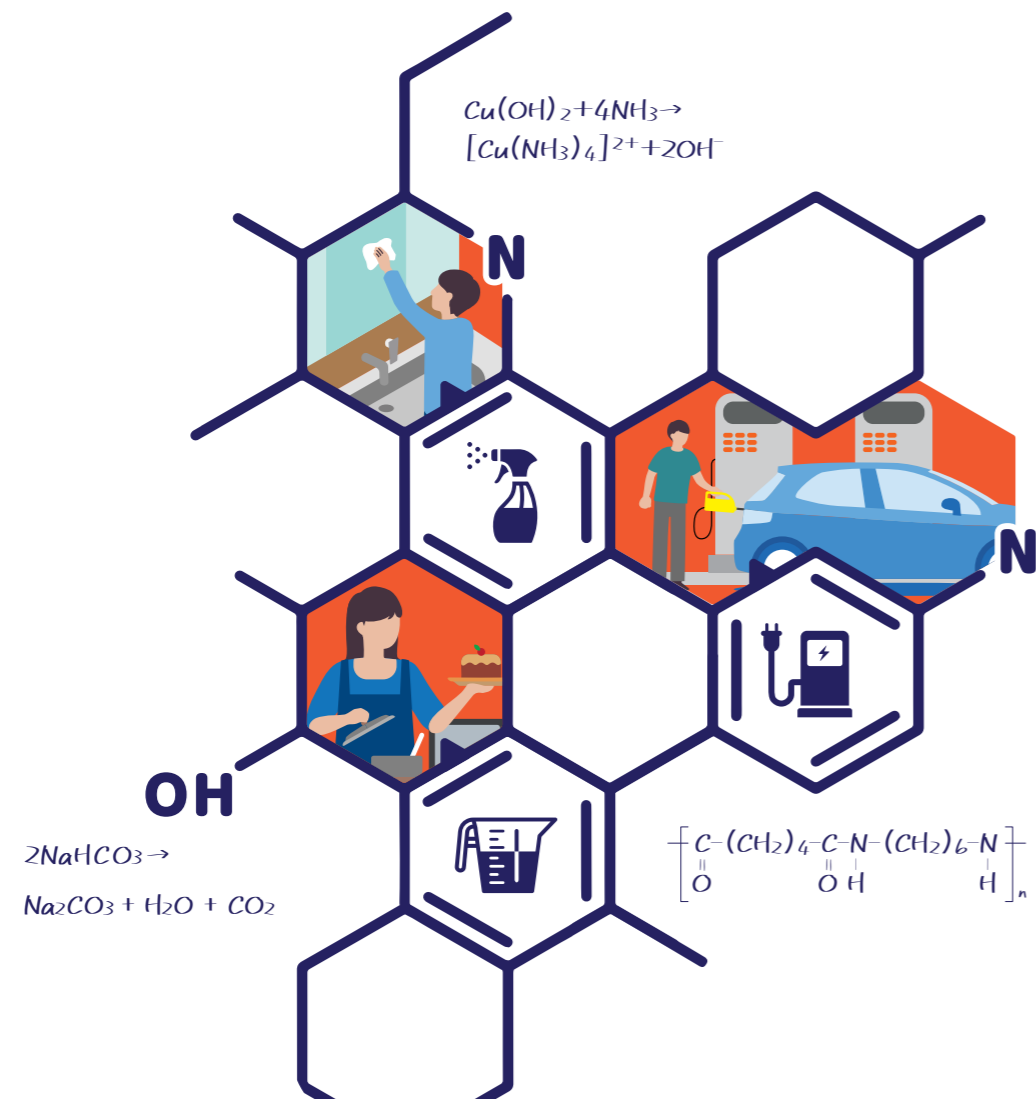 Cu(OH)₂+4NH₃→
[Cu(NH₃)₄]²⁺+2OH⁻
N
N
OH
2NaHCO₃→
Na₂CO₃ + H₂O + CO₂
[C-(CH₂)₄-C-N-(CH₂)₆-N]ₙ
O O H H